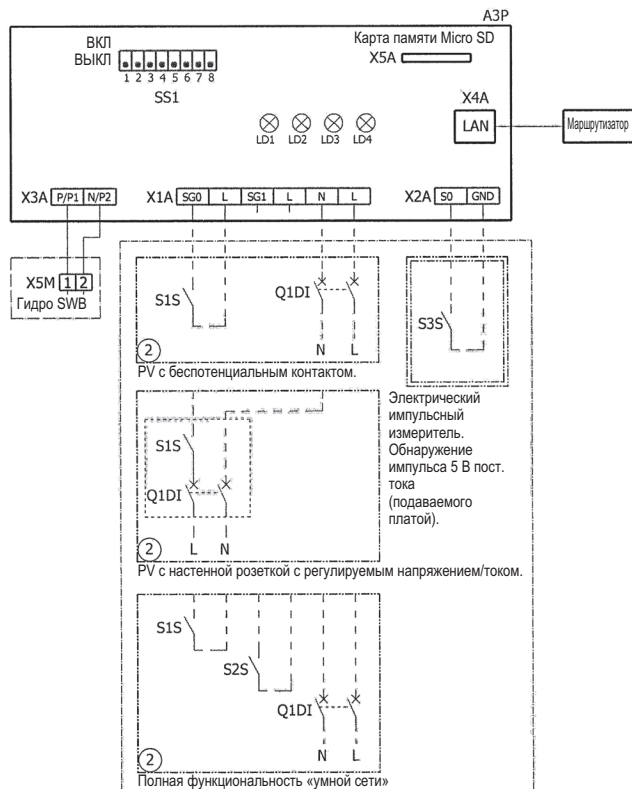 A3P
ВКЛ
ВЫКЛ
1 2 3 4 5 6 7 8
SS1
Карта памяти Micro SD
X5A
LD1 LD2 LD3 LD4
X4A
LAN
Маршрутизатор
X3A P/P1 N/P2
X1A SG0 L SG1 L N L
X2A S0 GND
X5M 1 2
Гидро SWB
S1S
Q1DI
N L
2
PV с беспотенциальным контактом.
S3S
Электрический
импульсный
измеритель.
Обнаружение
импульса 5 В пост.
тока
(подаваемого
платой).
S1S
Q1DI
L N
2
PV с настенной розеткой с регулируемым напряжением/током.
S1S
S2S
Q1DI
N L
2
Полная функциональность «умной сети»